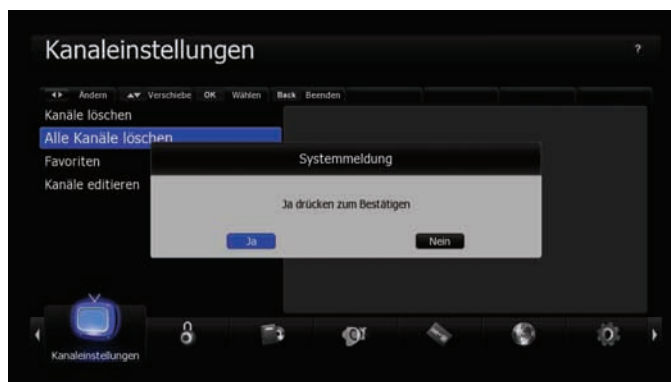 Kanaleinstellungen
?
Ändern Verschiebe OK Wählen Back Beenden
Kanäle löschen
Alle Kanäle löschen
Favoriten
Kanäle editieren
Systemmeldung
Ja drücken zum Bestätigen
Ja Nein
Kanaleinstellungen